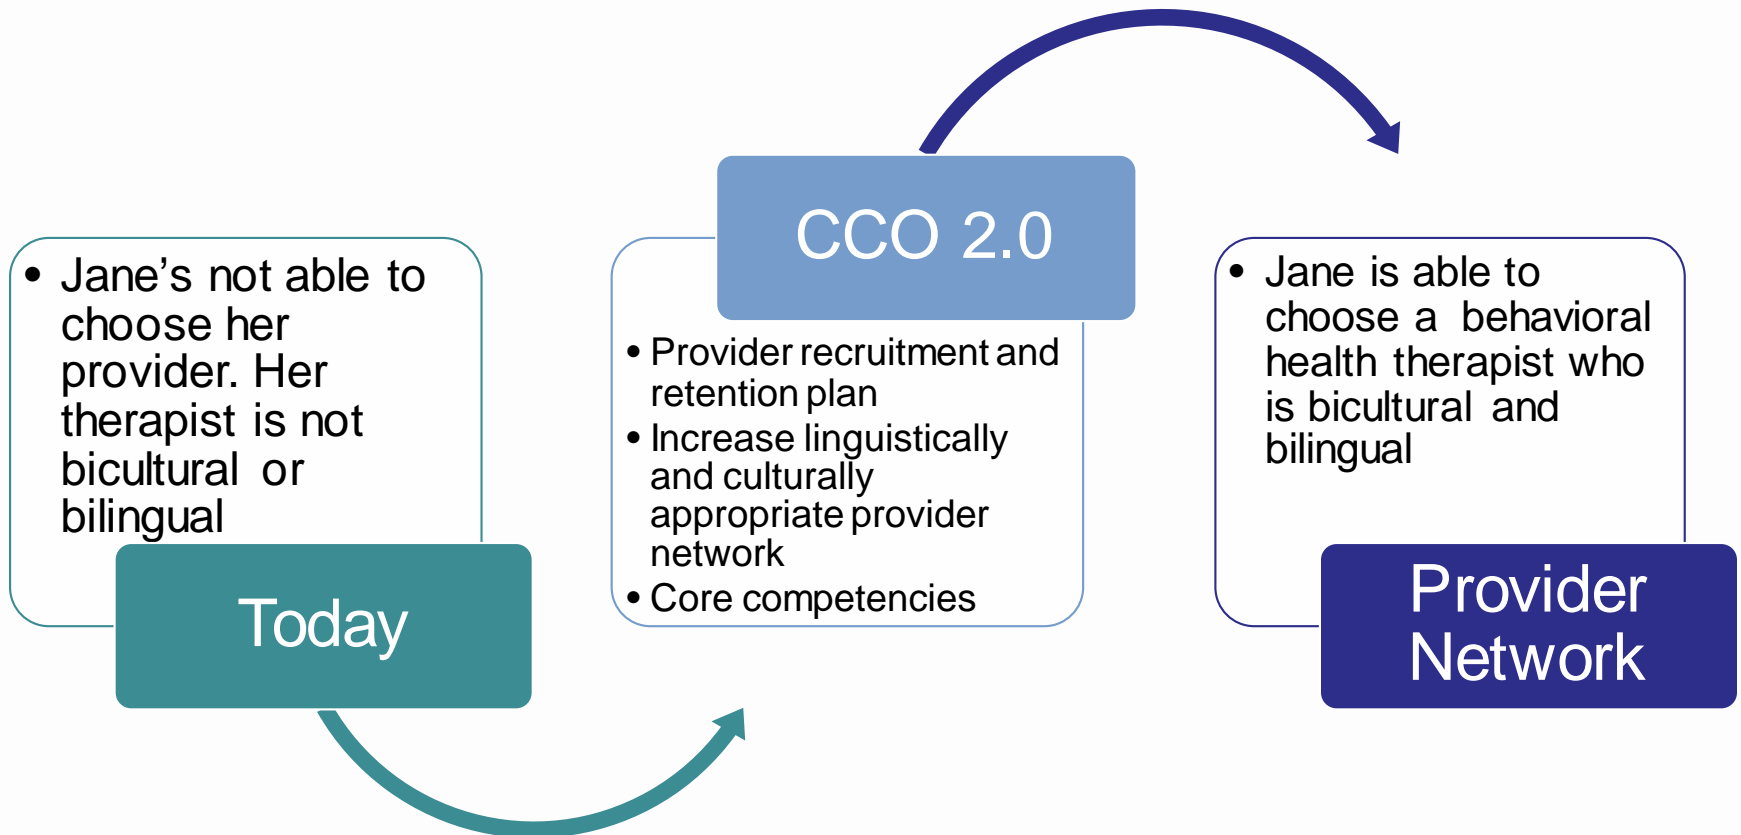 • Jane’s not able to
choose her
provider. Her
therapist is not
bicultural or
bilingual
Today
CCO 2.0
• Provider recruitment and
retention plan
• Increase linguistically
and culturally
appropriate provider
network
• Core competencies
• Jane is able to
choose a behavioral
health therapist who
is bicultural and
bilingual
Provider
Network